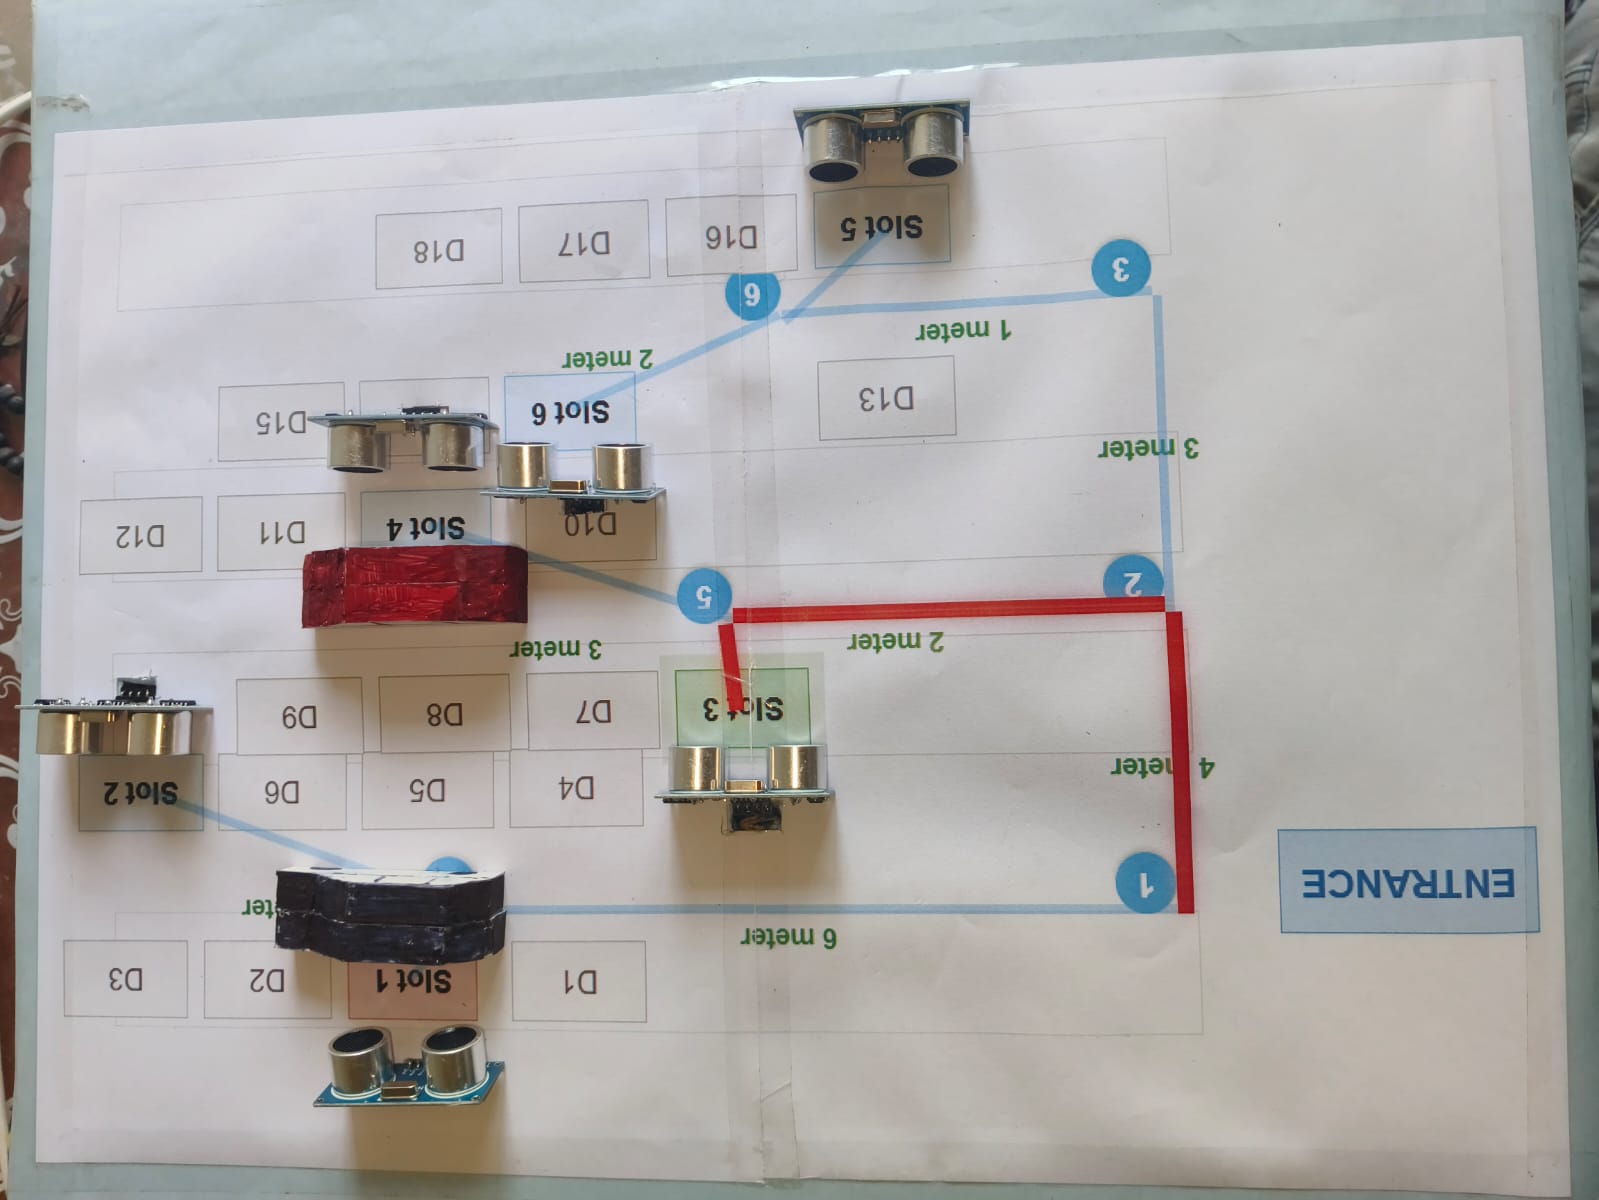 D1 Slot 1 D2 D3
6 meter
ENTRANCE
1
D4 D5 D6 Slot 2
4 meter
Slot 3 D7 D8 D9
2 meter
3 meter
2
5
D10 Slot 4 D11 D12
3 meter
D13
Slot 6
D15
1 meter
2 meter
3
6
Slot 5 D16 D17 D18